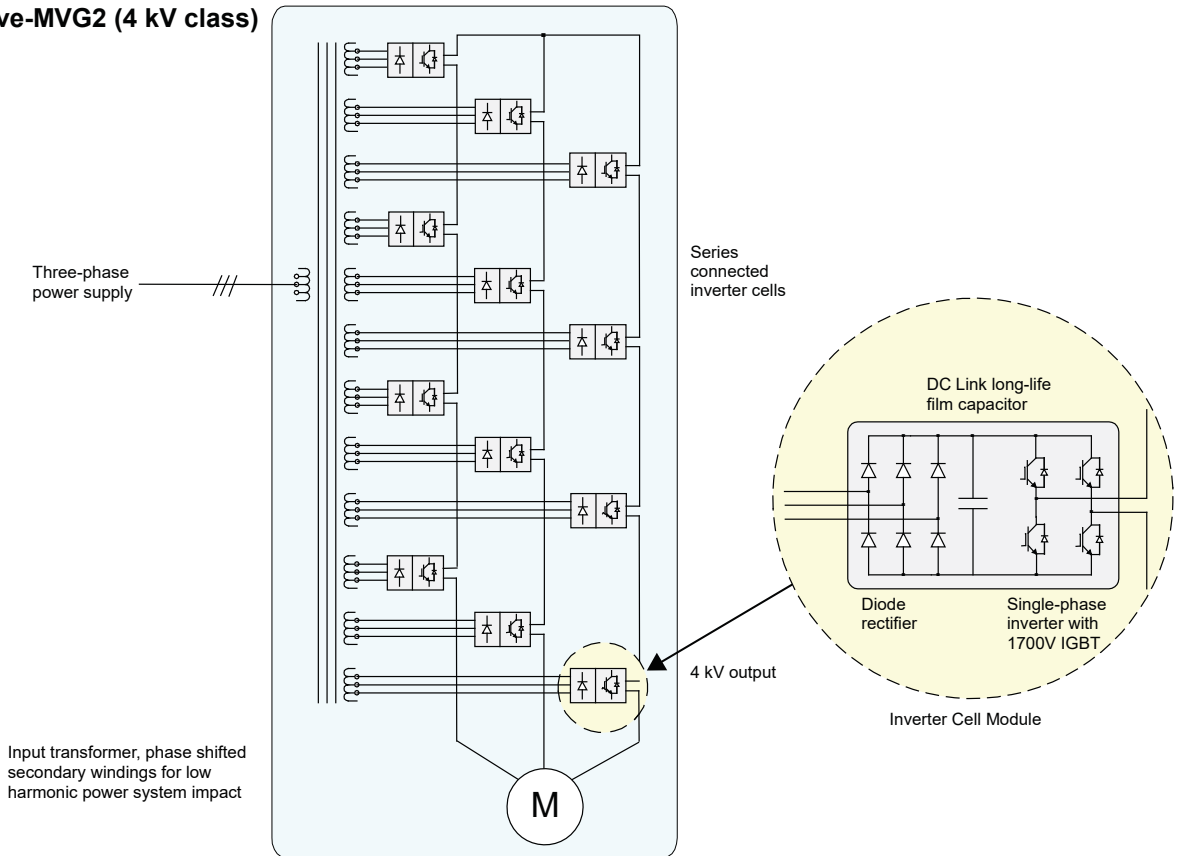 ve-MVG2 (4 kV class)
Three-phase
power supply
Series
connected
inverter cells
DC Link long-life
film capacitor
Diode
rectifier
Single-phase
inverter with
1700V IGBT
4 kV output
Inverter Cell Module
Input transformer, phase shifted
secondary windings for low
harmonic power system impact
M